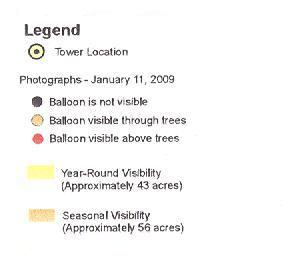 Legend
Tower Location
Photographs - January 11, 2009
Balloon is not visible
Balloon visible through trees
Balloon visible above trees
Year-Round Visibility
(Approximately 43 acres)
Seasonal Visibility
(Approximately 56 acres)